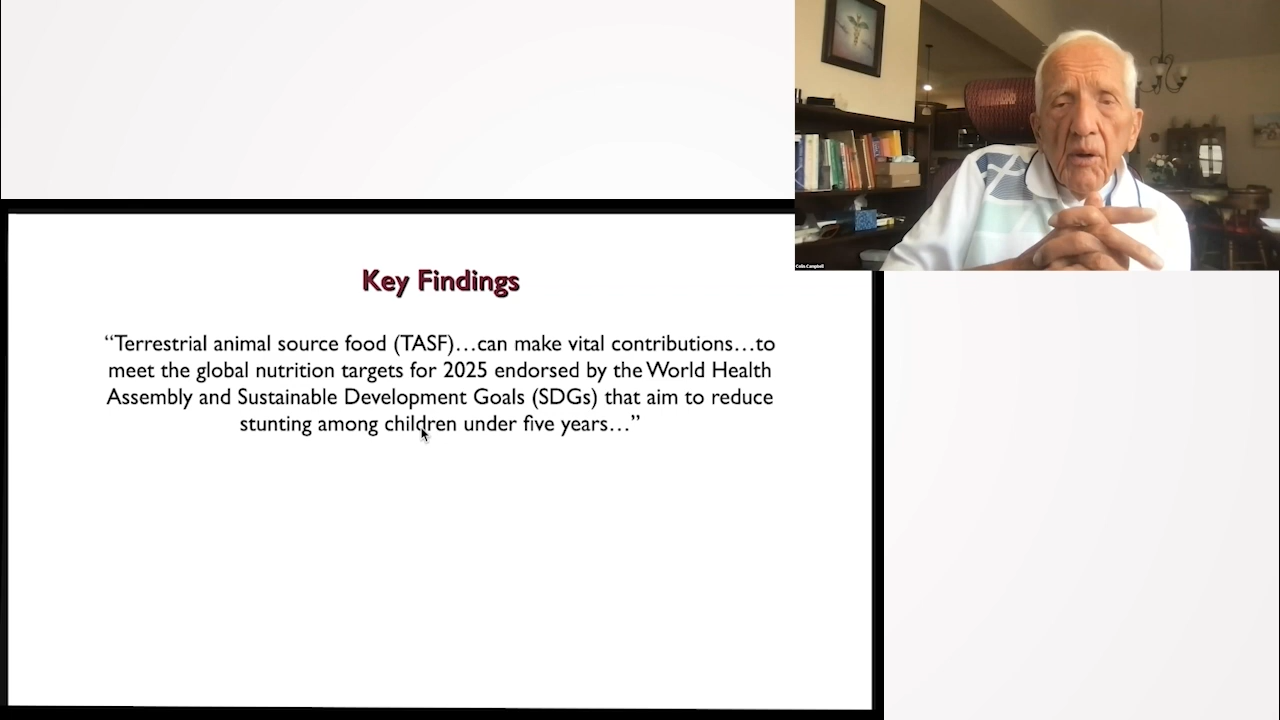 Colin Campbell
Key Findings
“Terrestrial animal source food (TASF)…can make vital contributions…to
meet the global nutrition targets for 2025 endorsed by the World Health
Assembly and Sustainable Development Goals (SDGs) that aim to reduce
stunting among children under five years…”